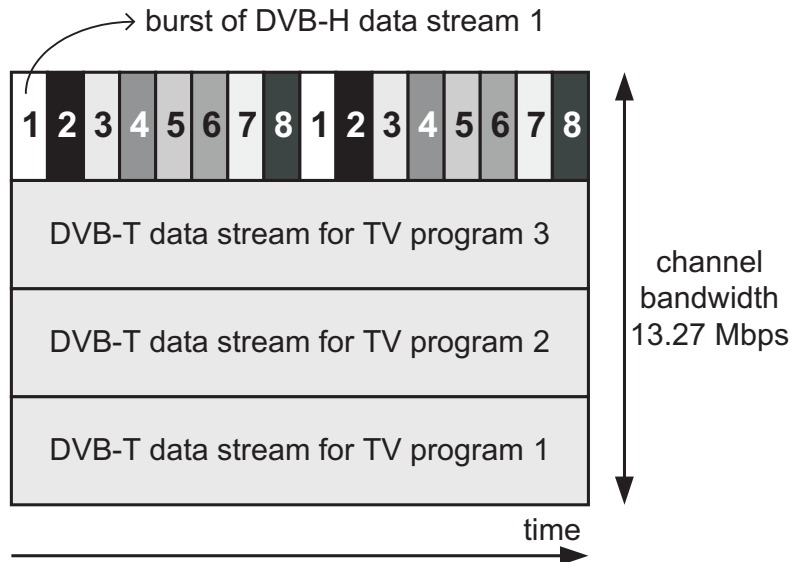 burst of DVB-H data stream 1
1 2 3 4 5 6 7 8 1 2 3 4 5 6 7 8
DVB-T data stream for TV program 3
channel
bandwidth
13.27 Mbps
DVB-T data stream for TV program 2
DVB-T data stream for TV program 1
time